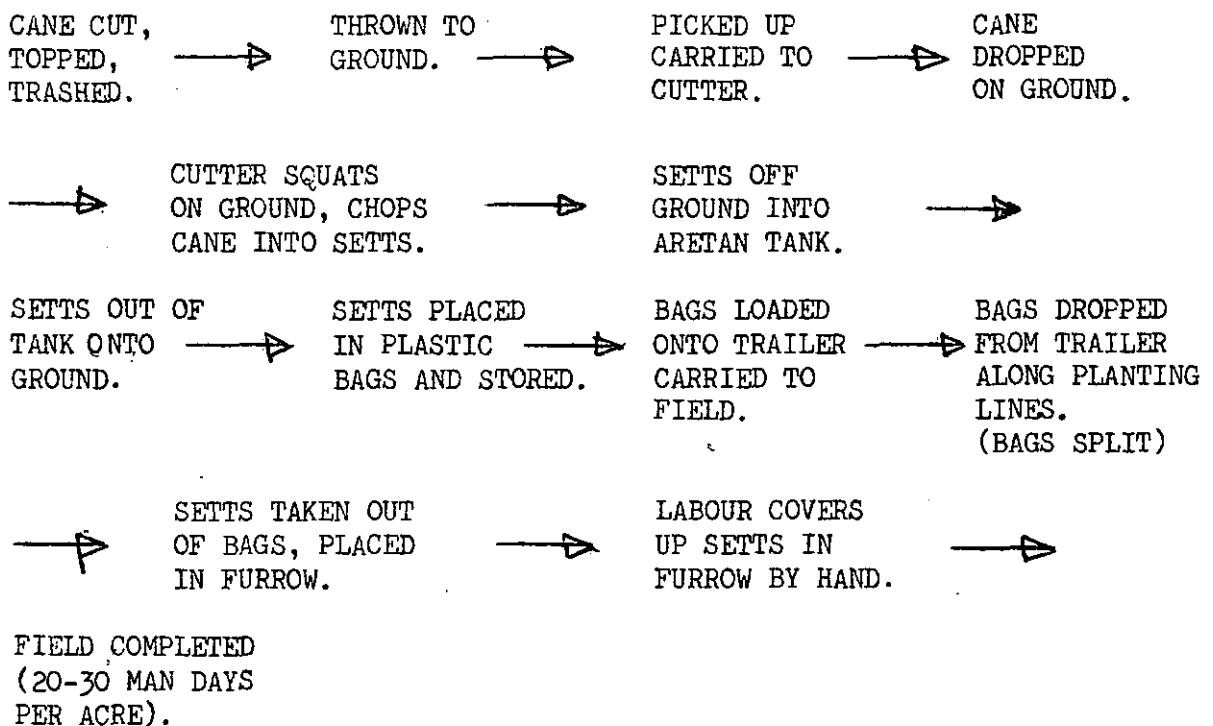 CANE CUT,
TOPPED,
TRASHED.
THROWN TO
GROUND.
PICKED UP
CARRIED TO
CUTTER.
CANE
DROPPED
ON GROUND.
CUTTER SQUATS
ON GROUND, CHOPS
CANE INTO SETTS.
SETTS OFF
GROUND INTO
ARETAN TANK.
SETTS OUT OF
TANK ONTO
GROUND.
SETTS PLACED
IN PLASTIC
BAGS AND STORED.
BAGS LOADED
ONTO TRAILER
CARRIED TO
FIELD.
BAGS DROPPED
FROM TRAILER
ALONG PLANTING
LINES.
(BAGS SPLIT)
SETTS TAKEN OUT
OF BAGS, PLACED
IN FURROW.
LABOUR COVERS
UP SETTS IN
FURROW BY HAND.
FIELD COMPLETED
(20-30 MAN DAYS
PER ACRE).